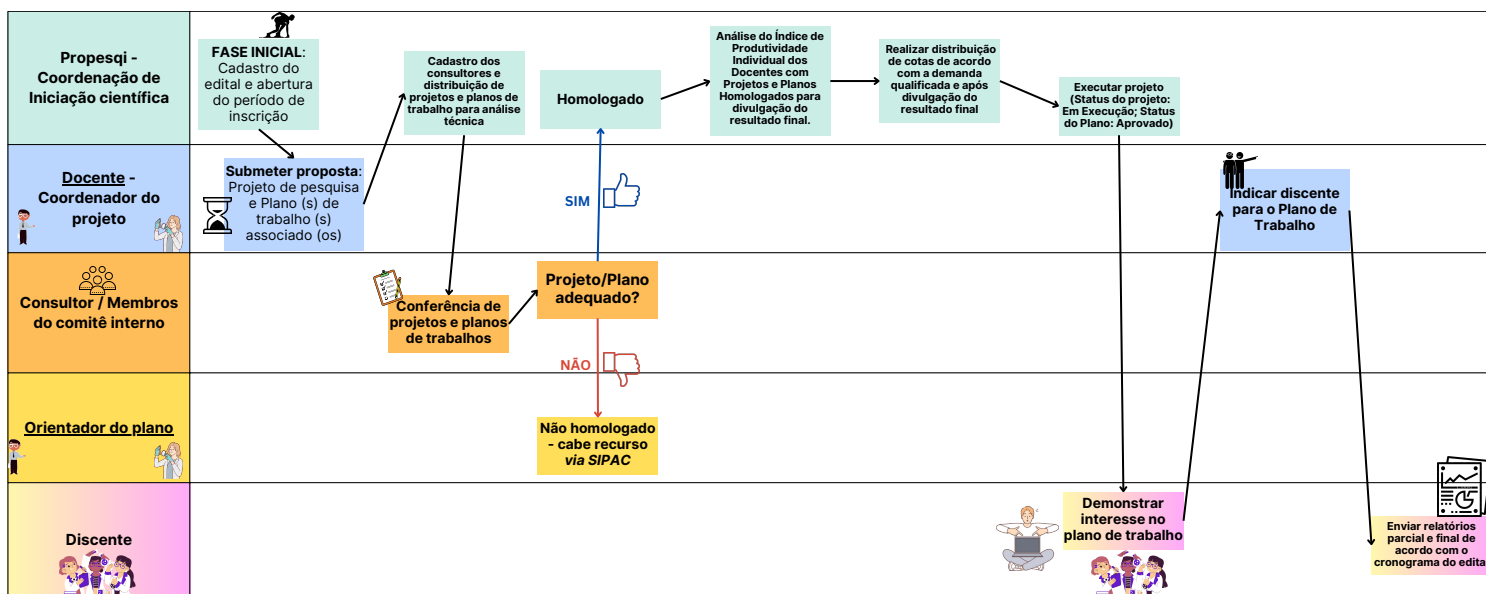 Propesqi -
Coordenação de
Iniciação científica
FASE INICIAL:
Cadastro do
edital e abertura
do período de
inscrição
Cadastro dos
consultores e
distribuição de
projetos e planos de
trabalho para análise
técnica
Homologado
Análise do Índice de
Produtividade
Individual dos
Docentes com
Projetos e Planos
Homologados para
divulgação do
resultado final.
Realizar distribuição
de cotas de acordo
com a demanda
qualificada e após
divulgação do
resultado final
Executar projeto
(Status do projeto:
Em Execução; Status
do Plano: Aprovado)
Docente -
Coordenador do
projeto
Submeter proposta:
Projeto de pesquisa
e Plano (s) de
trabalho (s)
associado (os)
SIM
Indicar discente
para o Plano de
Trabalho
Consultor / Membros
do comitê interno
Conferência de
projetos e planos
de trabalhos
Projeto/Plano
adequado?
NÃO
Orientador do plano
Não homologado
- cabe recurso
via SIPAC
Discente
Demonstrar
interesse no
plano de trabalho
Enviar relatórios
parcial e final de
acordo com o
cronograma do edita